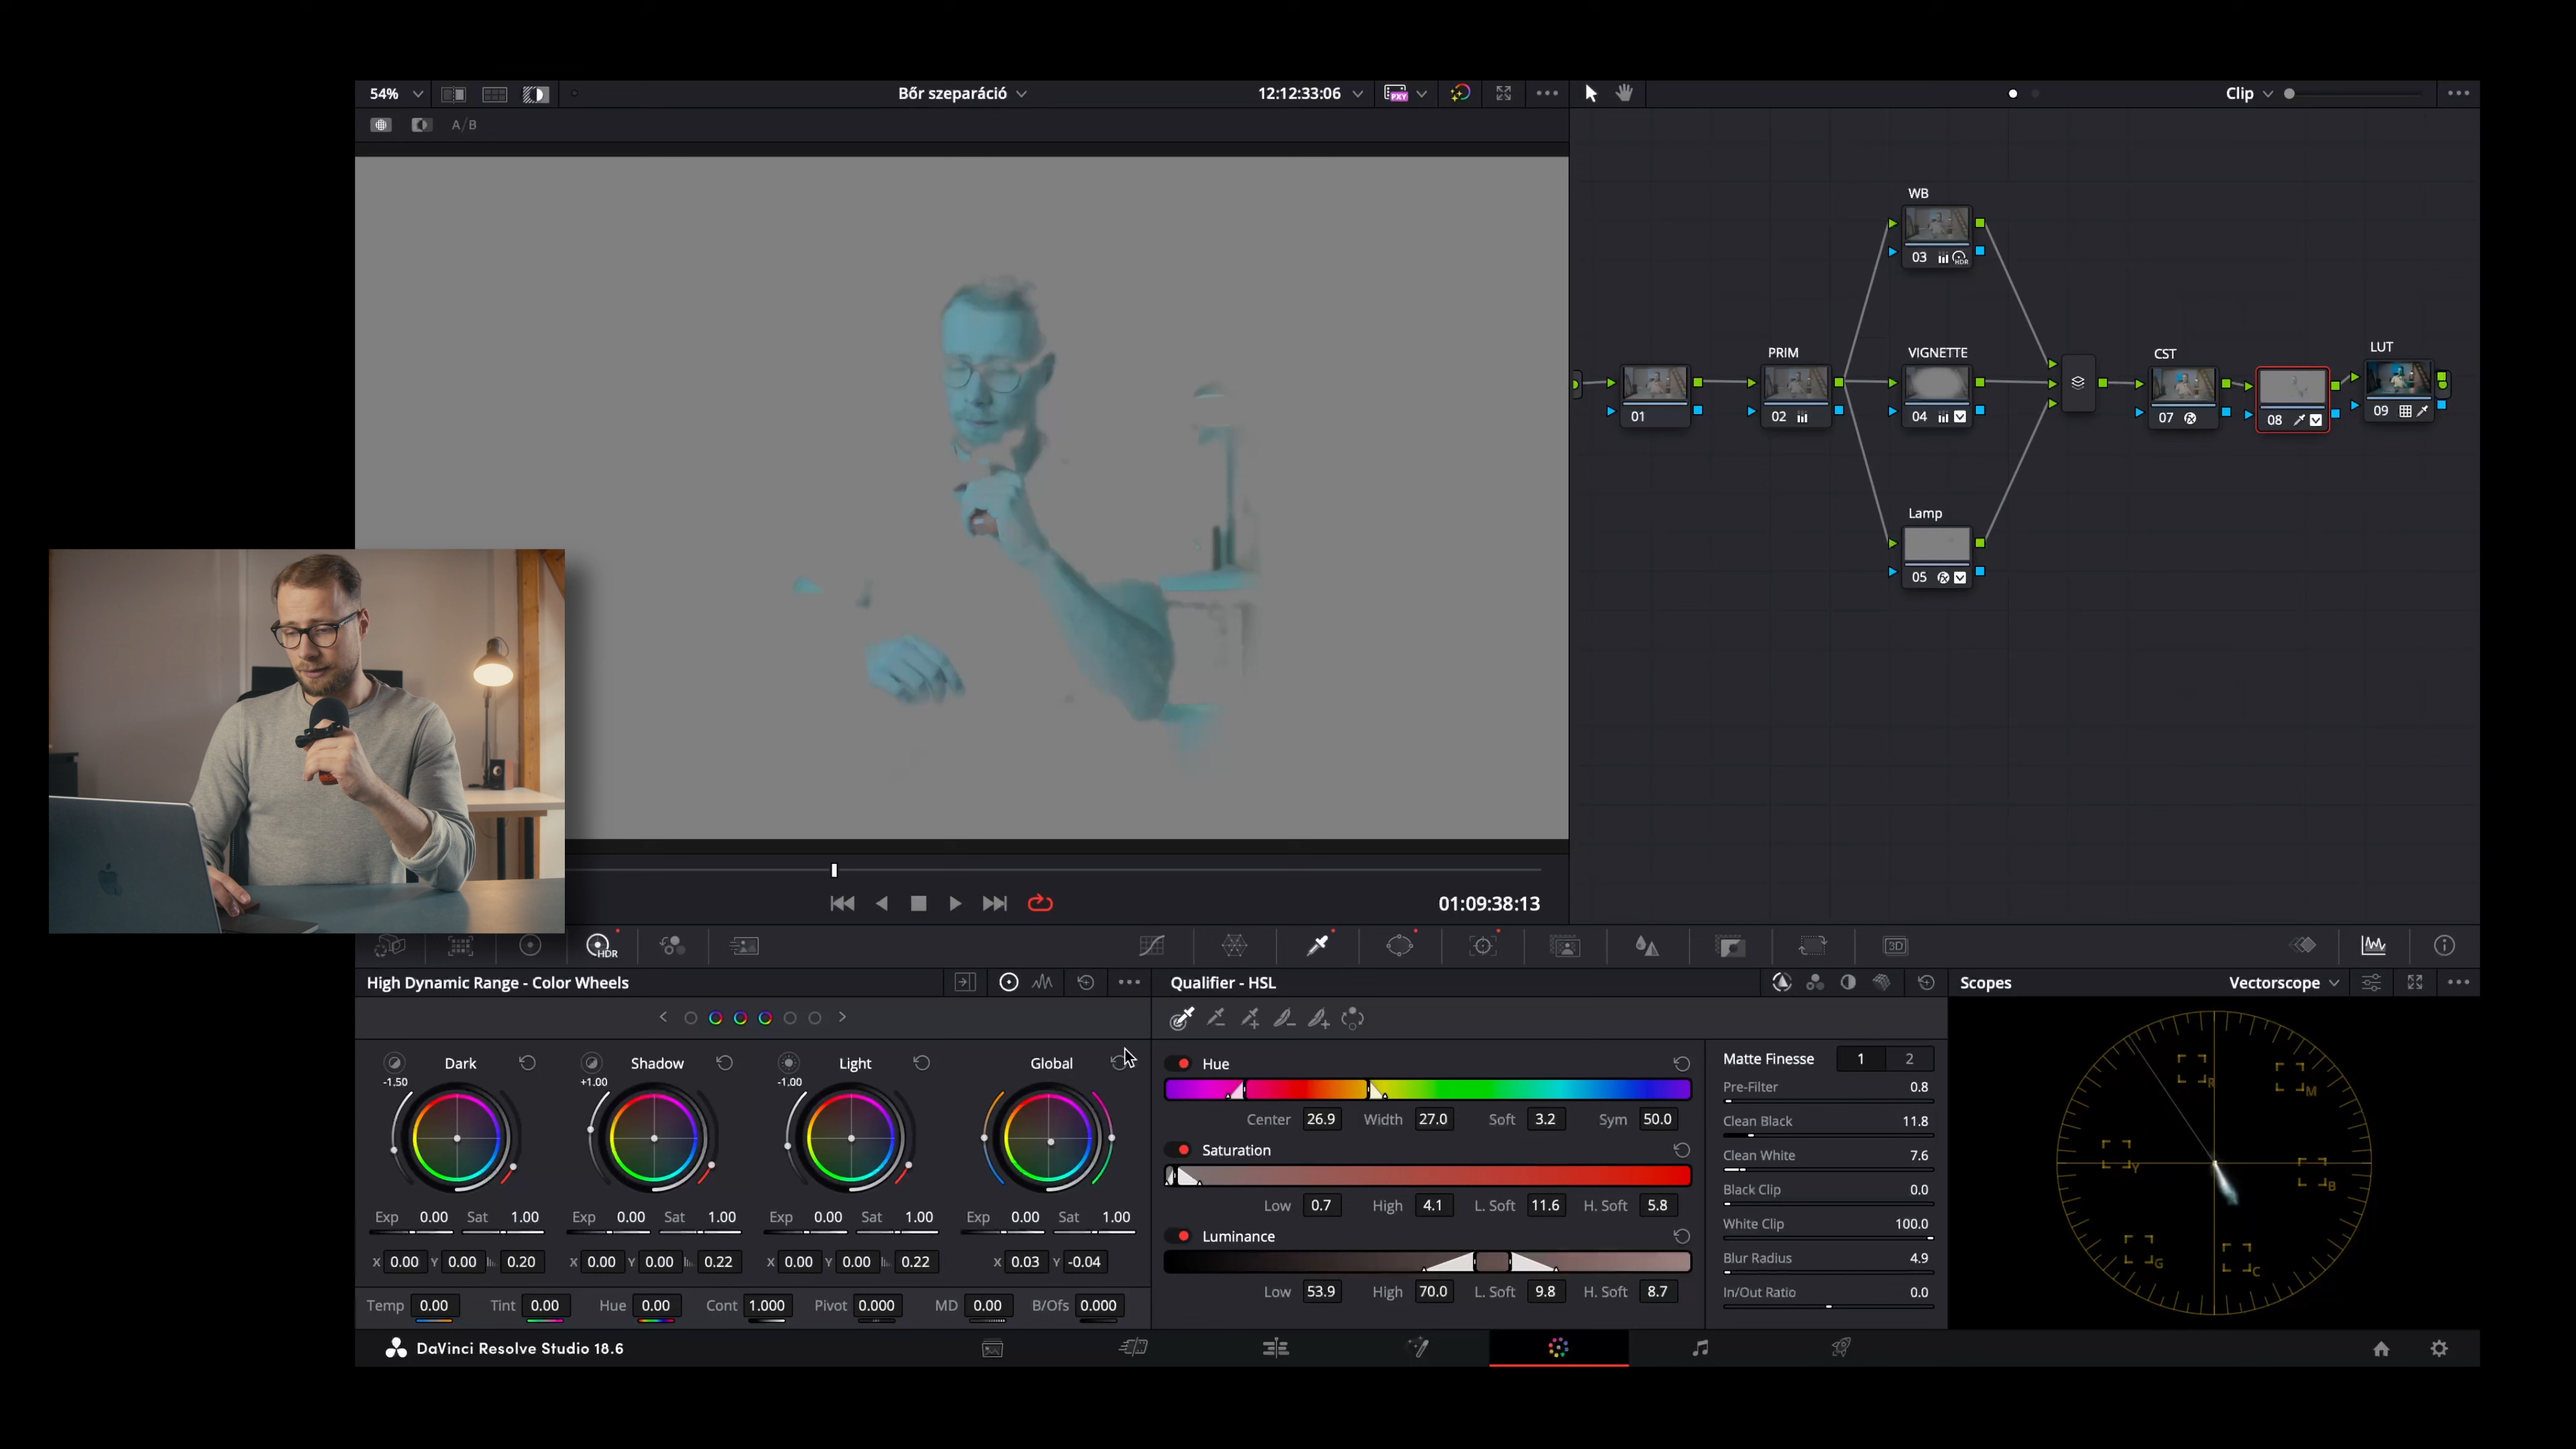 54% Bőr szeparáció 12:12:33:06 PXY Clip
A/B
WB
03 HDR
PRIM VIGNETTE CST LUT
01 02 04 07 08 09
Lamp
05
01:09:38:13
HDR 3D
High Dynamic Range - Color Wheels
Dark Shadow Light Global
-1.50 +1.00 -1.00
Exp 0.00 Sat 1.00 Exp 0.00 Sat 1.00 Exp 0.00 Sat 1.00 Exp 0.00 Sat 1.00
X 0.00 Y 0.00 0.20 X 0.00 Y 0.00 0.22 X 0.00 Y 0.00 0.22 X 0.03 Y -0.04
Temp 0.00 Tint 0.00 Hue 0.00 Cont 1.000 Pivot 0.000 MD 0.00 B/Ofs 0.000
Qualifier - HSL
Hue
Center 26.9 Width 27.0 Soft 3.2 Sym 50.0
Saturation
Low 0.7 High 4.1 L. Soft 11.6 H. Soft 5.8
Luminance
Low 53.9 High 70.0 L. Soft 9.8 H. Soft 8.7
Matte Finesse 1 2
Pre-Filter 0.8
Clean Black 11.8
Clean White 7.6
Black Clip 0.0
White Clip 100.0
Blur Radius 4.9
In/Out Ratio 0.0
Scopes Vectorscope
R
M
Y
B
G
C
DaVinci Resolve Studio 18.6